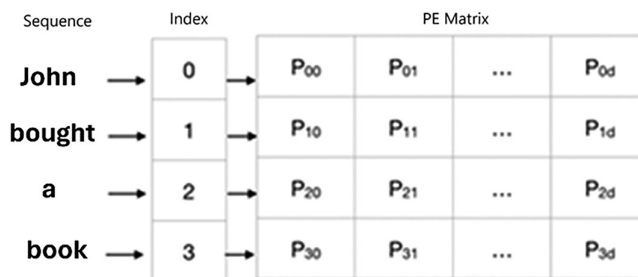 Sequence Index PE Matrix
John 0 P00 P01 ... P0d
bought 1 P10 P11 ... P1d
a 2 P20 P21 ... P2d
book 3 P30 P31 ... P3d